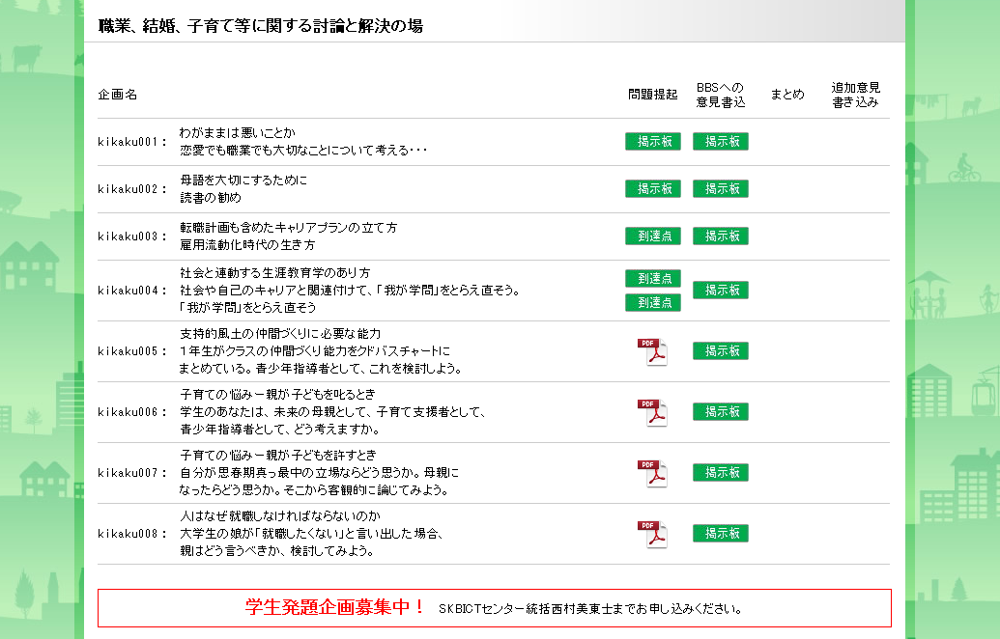 職業、結婚、子育て等に関する討論と解決の場
企画名
問題提起
BBSへの
意見書込
まとめ
追加意見
書き込み
kikaku001：
わがままは悪いことか
恋愛でも職業でも大切なことについて考える・・・
掲示板
掲示板
kikaku002：
母語を大切にするために
読書の勧め
掲示板
掲示板
kikaku003：
転職計画も含めたキャリアプランの立て方
雇用流動化時代の生き方
到達点
掲示板
kikaku004：
社会と連動する生涯教育学のあり方
社会や自己のキャリアと関連付けて、「我が学問」をとらえ直そう。
「我が学問」をとらえ直そう
到達点
到達点
掲示板
kikaku005：
支持的風土の仲間づくりに必要な能力
１年生がクラスの仲間づくり能力をクドバスチャートに
まとめている。青少年指導者として、これを検討しよう。
PDF
掲示板
kikaku006：
子育ての悩みー親が子どもを叱るとき
学生のあなたは、未来の母親として、子育て支援者として、
青少年指導者として、どう考えますか。
PDF
掲示板
kikaku007：
子育ての悩みー親が子どもを許すとき
自分が思春期真っ最中の立場ならどう思うか。母親に
なったらどう思うか。そこから客観的に論じてみよう。
PDF
掲示板
kikaku008：
人はなぜ就職しなければならないのか
大学生の娘が「就職したくない」と言い出した場合、
親はどう言うべきか、検討してみよう。
PDF
掲示板
学生発題企画募集中！ SKBICTセンター統括西村美東士までお申し込みください。